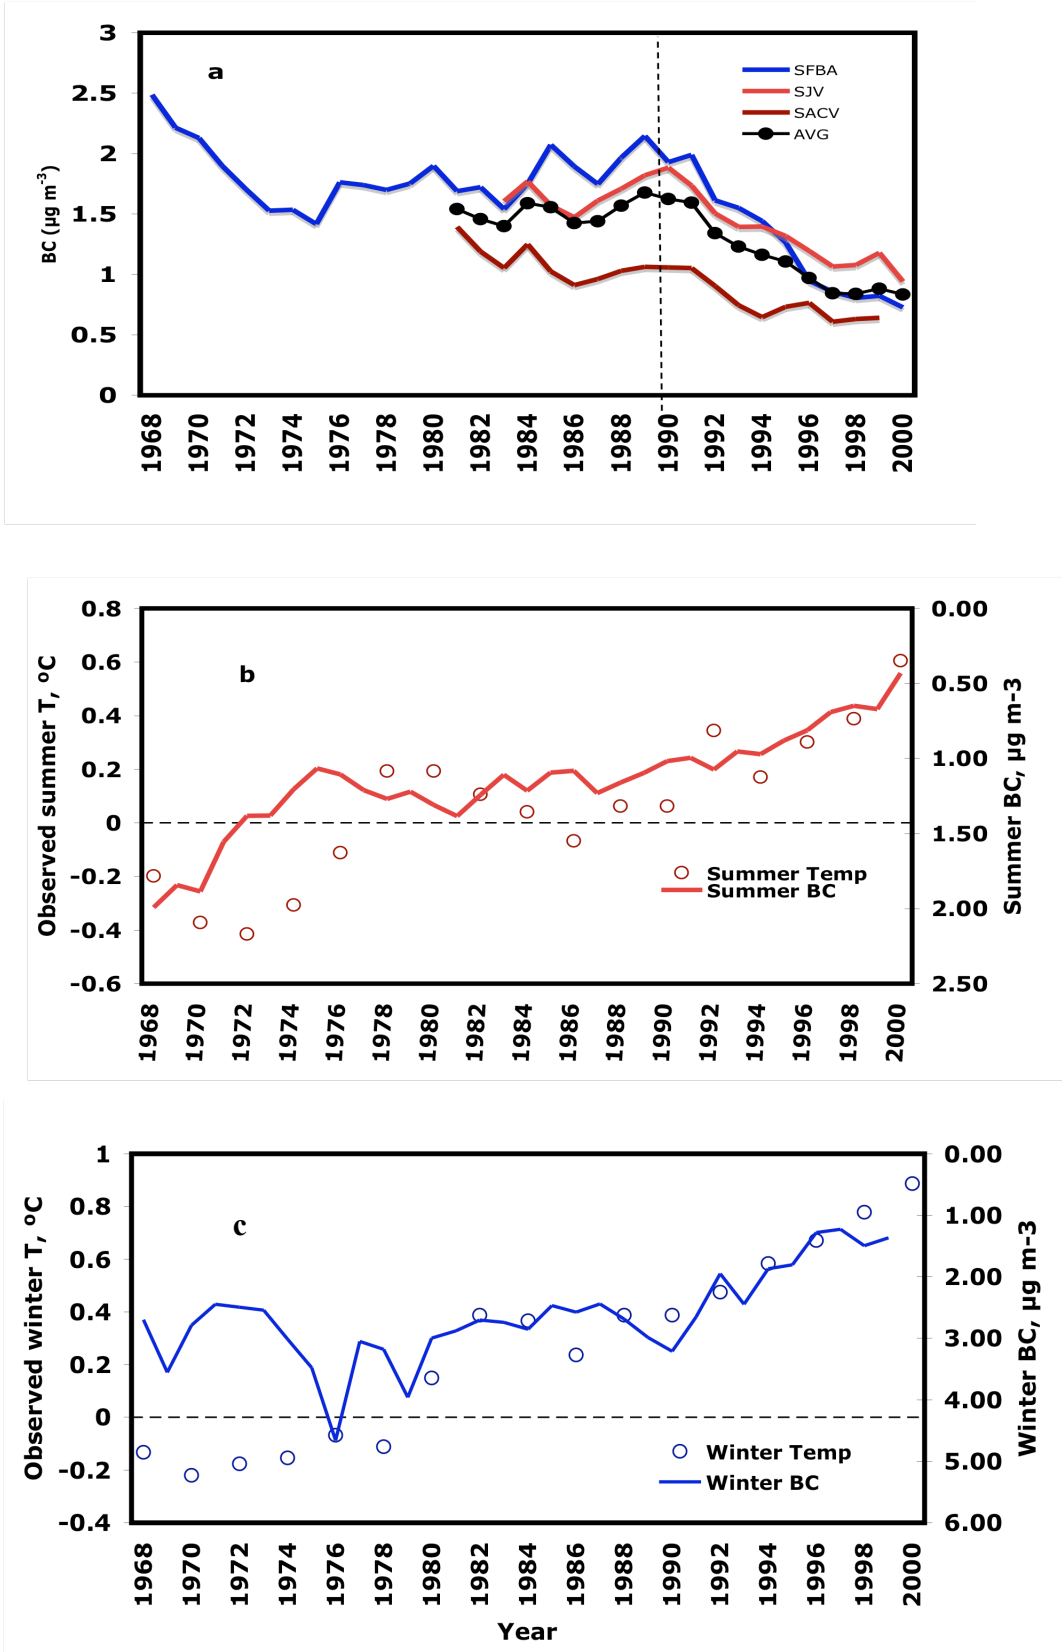 a
SFBA
SJV
SACV
AVG
BC (µg m-3)
3
2.5
2
1.5
1
0.5
0
1968 1970 1972 1974 1976 1978 1980 1982 1984 1986 1988 1990 1992 1994 1996 1998 2000
b
Observed summer T, ºC
0.8
0.6
0.4
0.2
0
-0.2
-0.4
-0.6
Summer Temp
Summer BC
0.00
0.50
1.00
1.50
2.00
2.50
Summer BC, µg m-3
1968 1970 1972 1974 1976 1978 1980 1982 1984 1986 1988 1990 1992 1994 1996 1998 2000
c
Observed winter T, ºC
1
0.8
0.6
0.4
0.2
0
-0.2
-0.4
Winter Temp
Winter BC
0.00
1.00
2.00
3.00
4.00
5.00
6.00
Winter BC, µg m-3
1968 1970 1972 1974 1976 1978 1980 1982 1984 1986 1988 1990 1992 1994 1996 1998 2000
Year